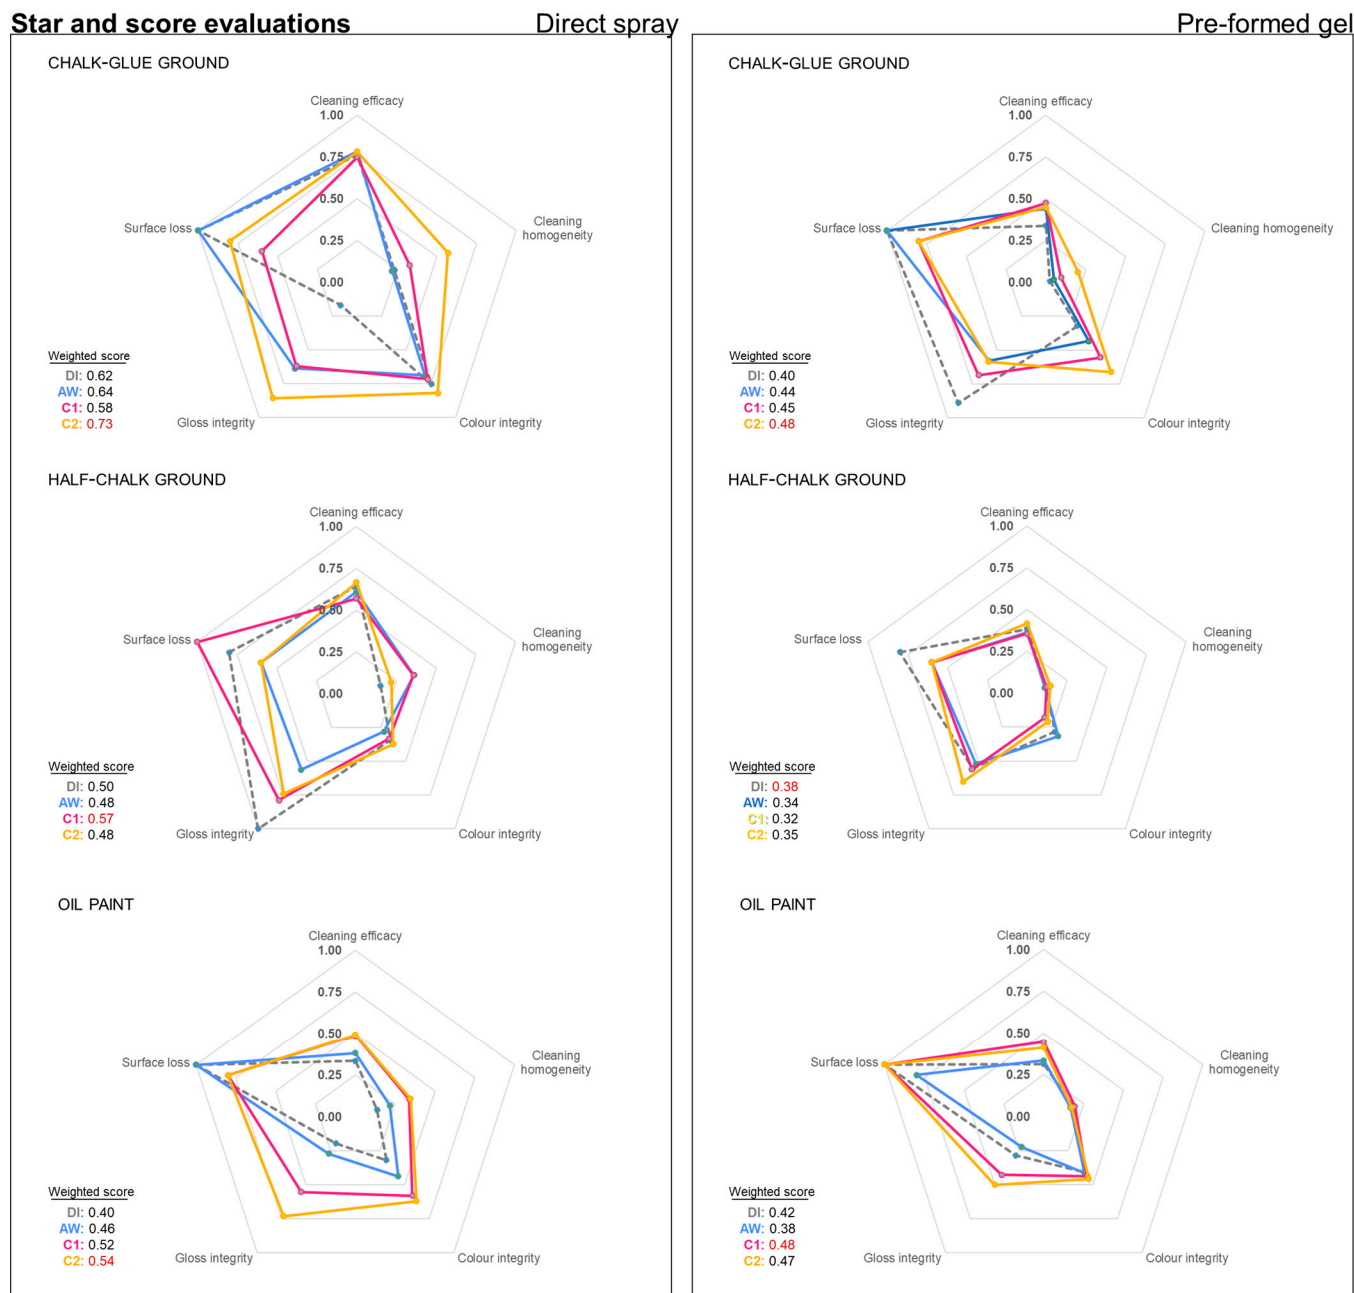 Star and score evaluations
Direct spray
Pre-formed gel
CHALK-GLUE GROUND
Cleaning efficacy
1.00
0.75
0.50
0.25
0.00
Cleaning
homogeneity
Surface loss
Gloss integrity
Colour integrity
Weighted score
DI: 0.62
AW: 0.64
C1: 0.58
C2: 0.73
CHALK-GLUE GROUND
Cleaning efficacy
1.00
0.75
0.50
0.25
0.00
Cleaning homogeneity
Surface loss
Gloss integrity
Colour integrity
Weighted score
DI: 0.40
AW: 0.44
C1: 0.45
C2: 0.48
HALF-CHALK GROUND
Cleaning efficacy
1.00
0.75
0.50
0.25
0.00
Cleaning
homogeneity
Surface loss
Gloss integrity
Colour integrity
Weighted score
DI: 0.50
AW: 0.48
C1: 0.57
C2: 0.48
HALF-CHALK GROUND
Cleaning efficacy
1.00
0.75
0.50
0.25
0.00
Cleaning
homogeneity
Surface loss
Gloss integrity
Colour integrity
Weighted score
DI: 0.38
AW: 0.34
C1: 0.32
C2: 0.35
OIL PAINT
Cleaning efficacy
1.00
0.75
0.50
0.25
0.00
Cleaning
homogeneity
Surface loss
Gloss integrity
Colour integrity
Weighted score
DI: 0.40
AW: 0.46
C1: 0.52
C2: 0.54
OIL PAINT
Cleaning efficacy
1.00
0.75
0.50
0.25
0.00
Cleaning
homogeneity
Surface loss
Gloss integrity
Colour integrity
Weighted score
DI: 0.42
AW: 0.38
C1: 0.48
C2: 0.47